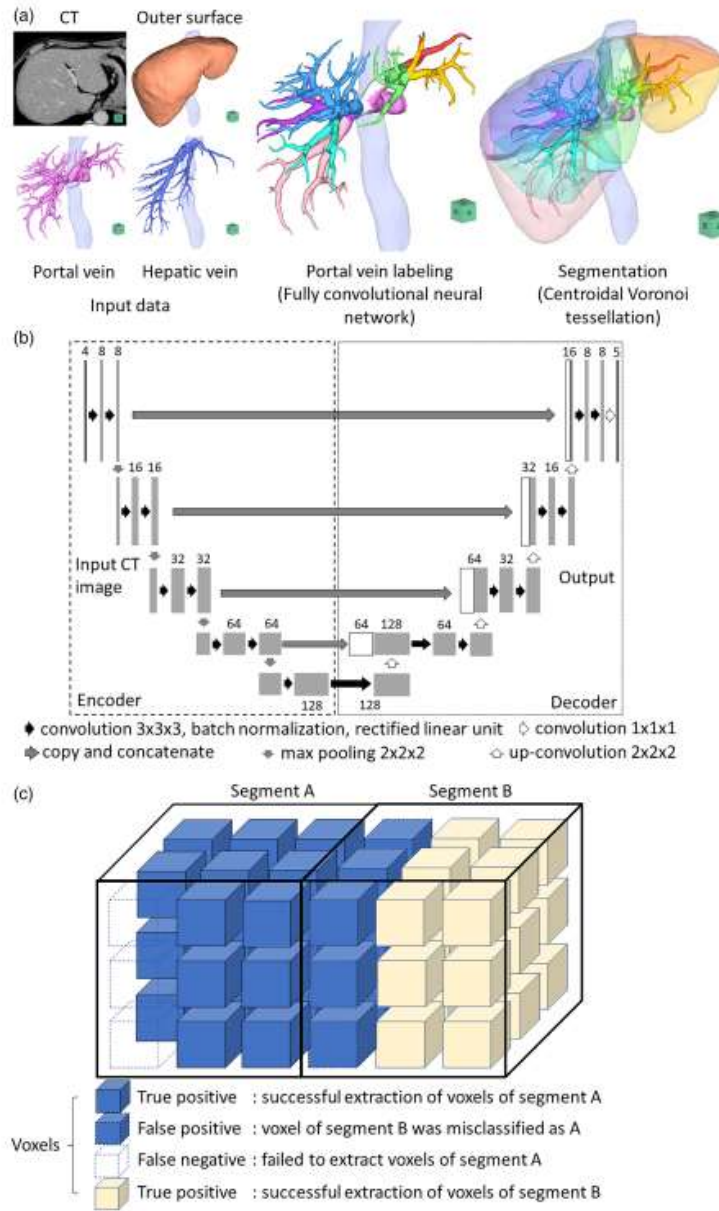 (a)
CT
Outer surface
Portal vein
Hepatic vein
Input data
Portal vein labeling
(Fully convolutional neural
network)
Segmentation
(Centroidal Voronoi
tessellation)
(b)
4 8 8
16 8 8 5
16 16
32 16
Input CT
image
32 32
64 32
Output
64 64
64 128 64
128
128
Encoder
Decoder
convolution 3x3x3, batch normalization, rectified linear unit
convolution 1x1x1
copy and concatenate
max pooling 2x2x2
up-convolution 2x2x2
(c)
Segment A
Segment B
Voxels
True positive : successful extraction of voxels of segment A
False positive : voxel of segment B was misclassified as A
False negative : failed to extract voxels of segment A
True positive : successful extraction of voxels of segment B